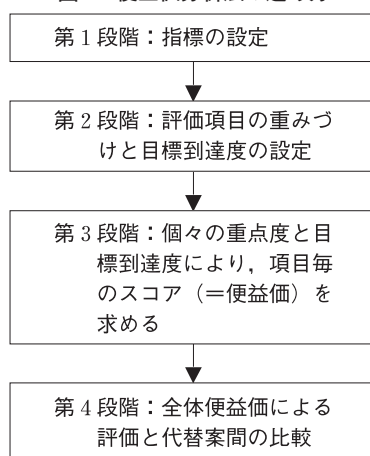 第1段階：指標の設定
第2段階：評価項目の重みづ
けと目標到達度の設定
第3段階：個々の重点度と目
標到達度により，項目毎
のスコア（＝便益価）を
求める
第4段階：全体便益価による
評価と代替案間の比較